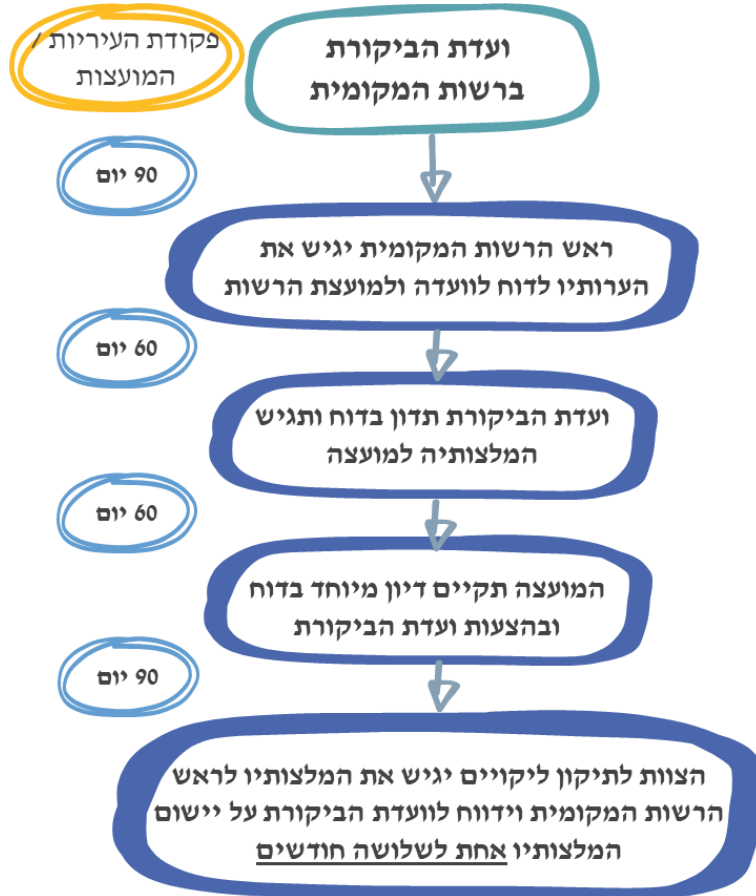 פקודת העיריות /
המועצות
ועדת הביקורת
ברשות המקומית
90 יום
ראש הרשות המקומית יגיש את
הערותיו לדוח לוועדה ולמועצת הרשות
60 יום
ועדת הביקורת תדון בדוח ותגיש
המלצותיה למועצה
60 יום
המועצה תקיים דיון מיוחד בדוח
ובהצעות ועדת הביקורת
90 יום
הצוות לתיקון ליקויים יגיש את המלצותיו לראש
הרשות המקומית וידווח לוועדת הביקורת על יישום
המלצותיו אחת לשלושה חודשים